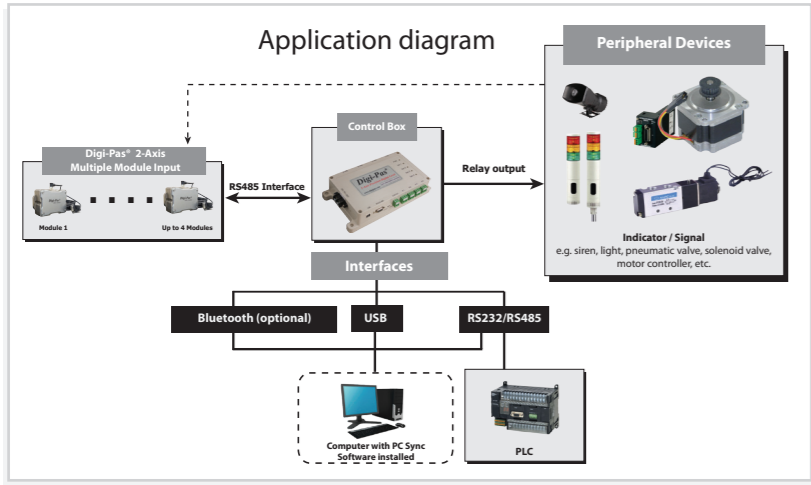 Application diagram
Peripheral Devices
Control Box
Digi-Pas® 2-Axis
Multiple Module Input
RS485 Interface
Relay output
Digi-Pas®
Module 1
Up to 4 Modules
Indicator / Signal
e.g. siren, light, pneumatic valve, solenoid valve,
motor controller, etc.
Interfaces
Bluetooth (optional)
USB
RS232/RS485
Computer with PC Sync
Software installed
PLC